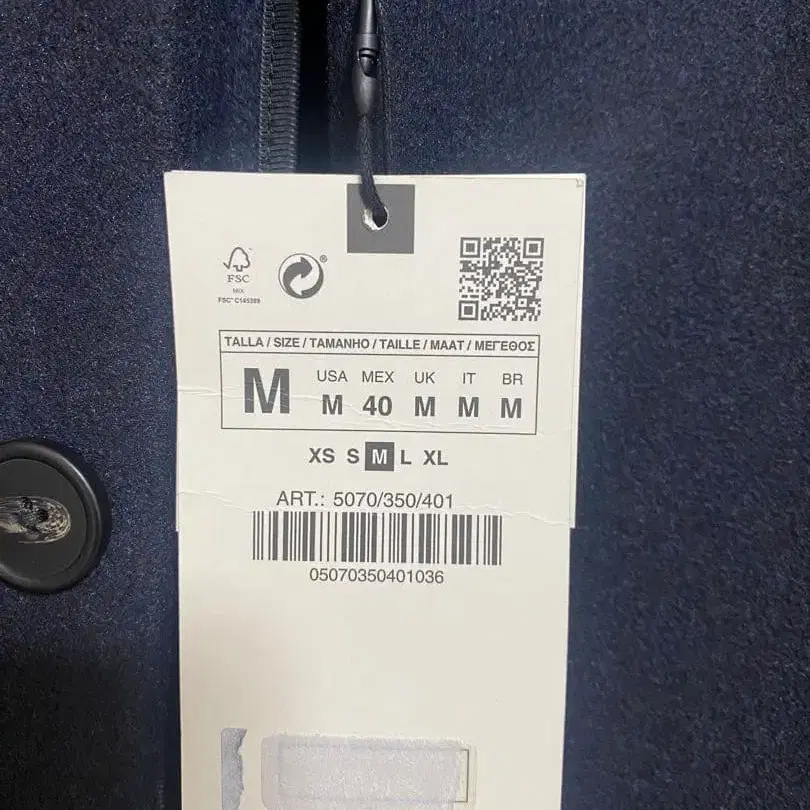 FSC
MIX
FSC® C145289
®
TALLA / SIZE / TAMANHO / TAILLE / MAAT / ΜΕΓΕΘΟΣ
M
USA MEX UK IT BR
M 40 M M M
XS S M L XL
ART.: 5070/350/401
05070350401036